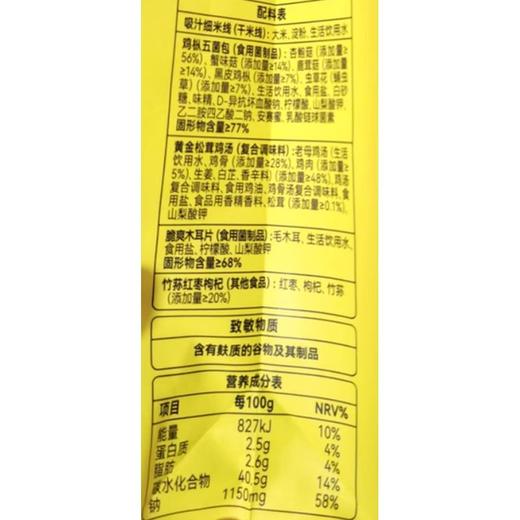 配料表
吸汁细米线(干米线):大米、淀粉、生活饮用水
鸡枞五菌包(食用菌制品):杏鲍菇(添加量≥
56%)、蟹味菇(添加量≥14%)、鹿茸菇(添加量≥
14%)、黑皮鸡枞(添加量≥7%)、虫草花(蛹虫
草)(添加量≥7%)、生活饮用水、食用盐、白砂
糖、味精、D-异抗坏血酸钠、柠檬酸、山梨酸钾、
乙二胺四乙酸二钠、安赛蜜、乳酸链球菌素
固形物含量≥77%
黄金松茸鸡汤(复合调味料):老母鸡汤(生活
饮用水、鸡骨(添加量≥28%)、鸡肉(添加量≥
5%)、生姜、白芷、香辛料)(添加量≥48%)、鸡汤
复合调味料、食用鸡油、鸡骨汤复合调味料、食
用盐、食品用香精香料、松茸(添加量≥0.1%)、
山梨酸钾
脆爽木耳片(食用菌制品):毛木耳、生活饮用水、
食用盐、柠檬酸、山梨酸钾
固形物含量≥68%
竹荪红枣枸杞(其他食品):红枣、枸杞、竹荪
(添加量≥20%)
致敏物质
含有麸质的谷物及其制品
营养成分表
项目 每100g NRV%
能量 827kJ 10%
蛋白质 2.5g 4%
脂肪 2.6g 4%
碳水化合物 40.5g 14%
钠 1150mg 58%